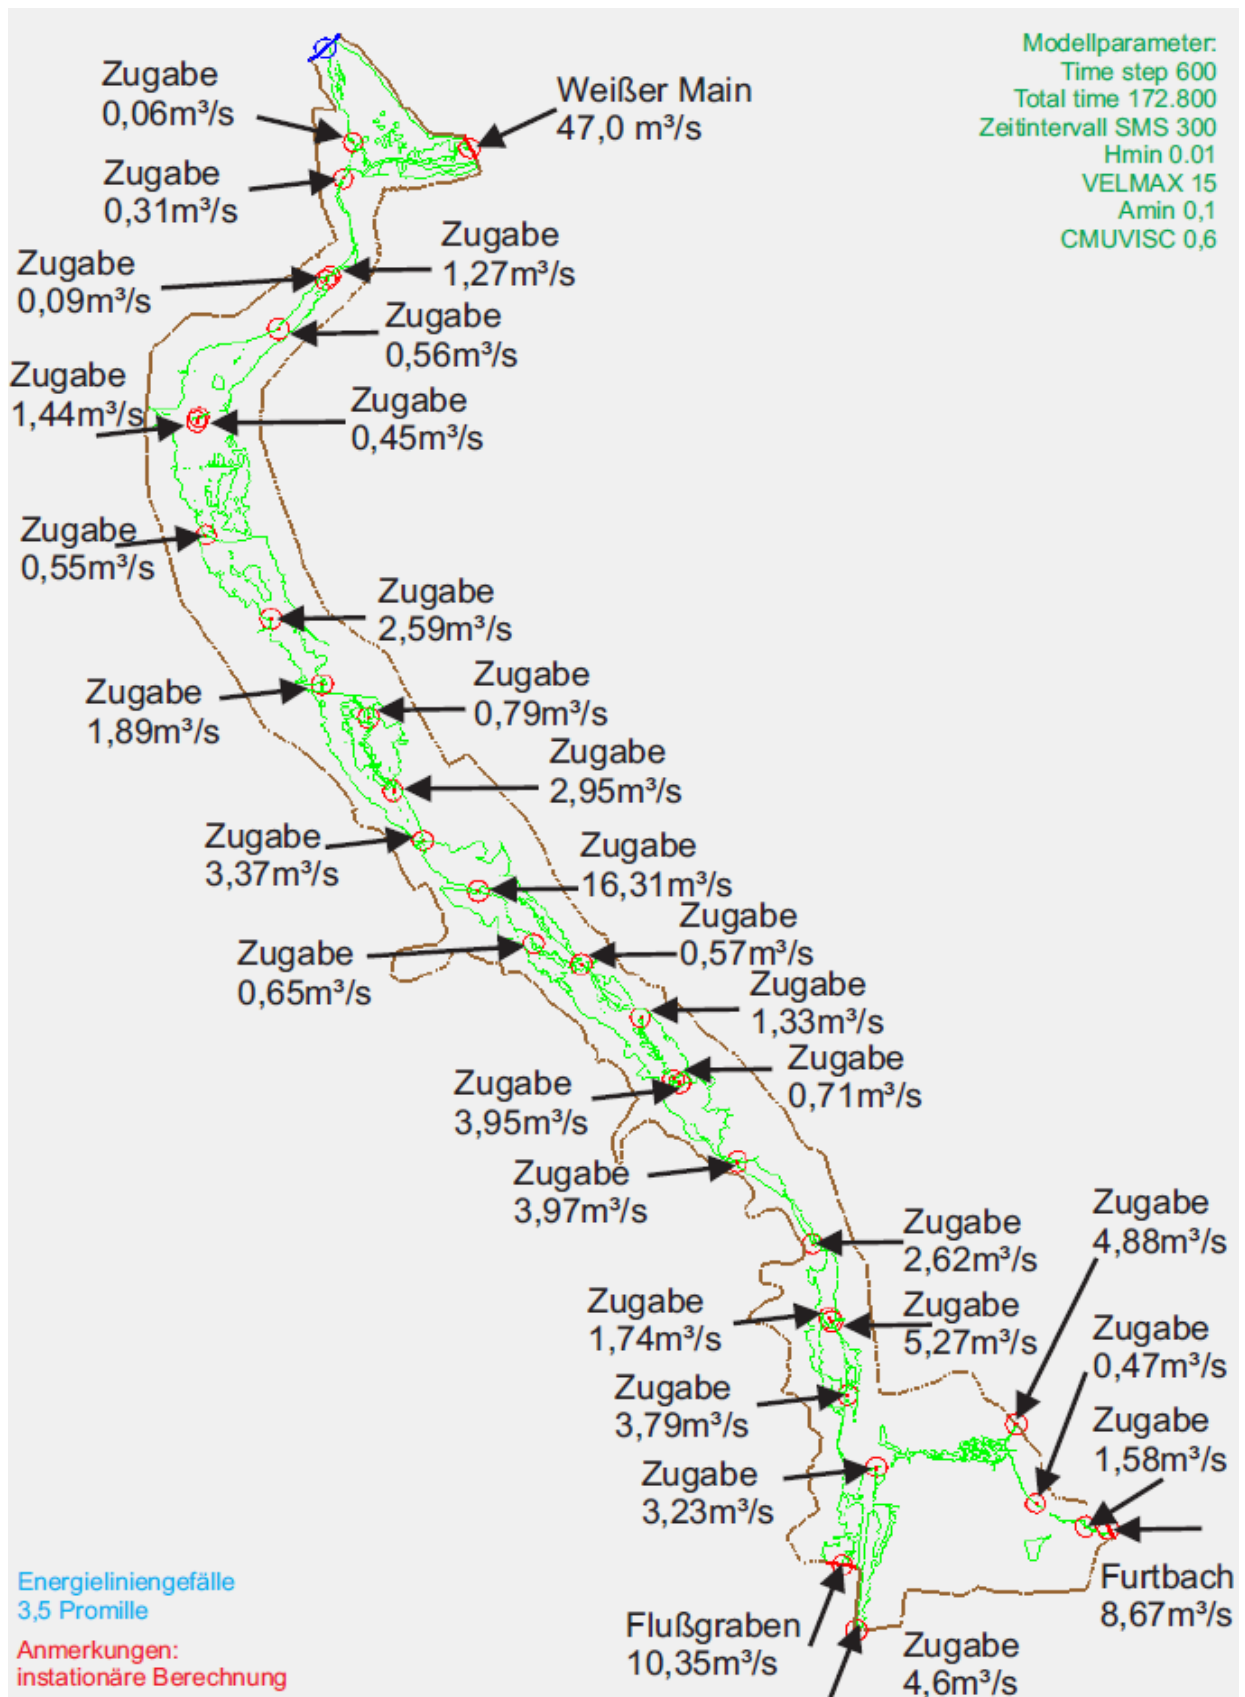 Modellparameter:
Time step 600
Total time 172.800
Zeitintervall SMS 300
Hmin 0.01
VELMAX 15
Amin 0,1
CMUVISC 0,6
Zugabe
0,06m³/s
Weißer Main
47,0 m³/s
Zugabe
0,31m³/s
Zugabe
1,27m³/s
Zugabe
0,09m³/s
Zugabe
0,56m³/s
Zugabe
1,44m³/s
Zugabe
0,45m³/s
Zugabe
0,55m³/s
Zugabe
2,59m³/s
Zugabe
1,89m³/s
Zugabe
0,79m³/s
Zugabe
2,95m³/s
Zugabe
3,37m³/s
Zugabe
16,31m³/s
Zugabe
0,57m³/s
Zugabe
0,65m³/s
Zugabe
1,33m³/s
Zugabe
0,71m³/s
Zugabe
3,95m³/s
Zugabe
3,97m³/s
Zugabe
4,88m³/s
Zugabe
2,62m³/s
Zugabe
1,74m³/s
Zugabe
5,27m³/s
Zugabe
0,47m³/s
Zugabe
3,79m³/s
Zugabe
1,58m³/s
Zugabe
3,23m³/s
Furtbach
8,67m³/s
Flußgraben
10,35m³/s
Zugabe
4,6m³/s
Energieliniengefälle
3,5 Promille
Anmerkungen:
instationäre Berechnung